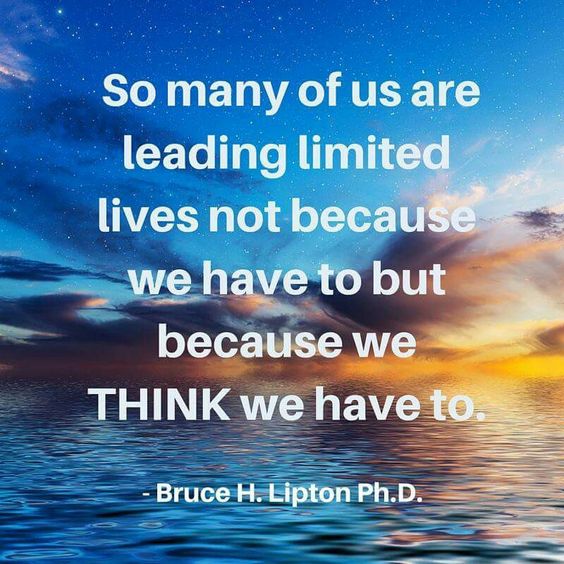 So many of us are
leading limited
lives not because
we have to but
because we
THINK we have to.
- Bruce H. Lipton Ph.D.